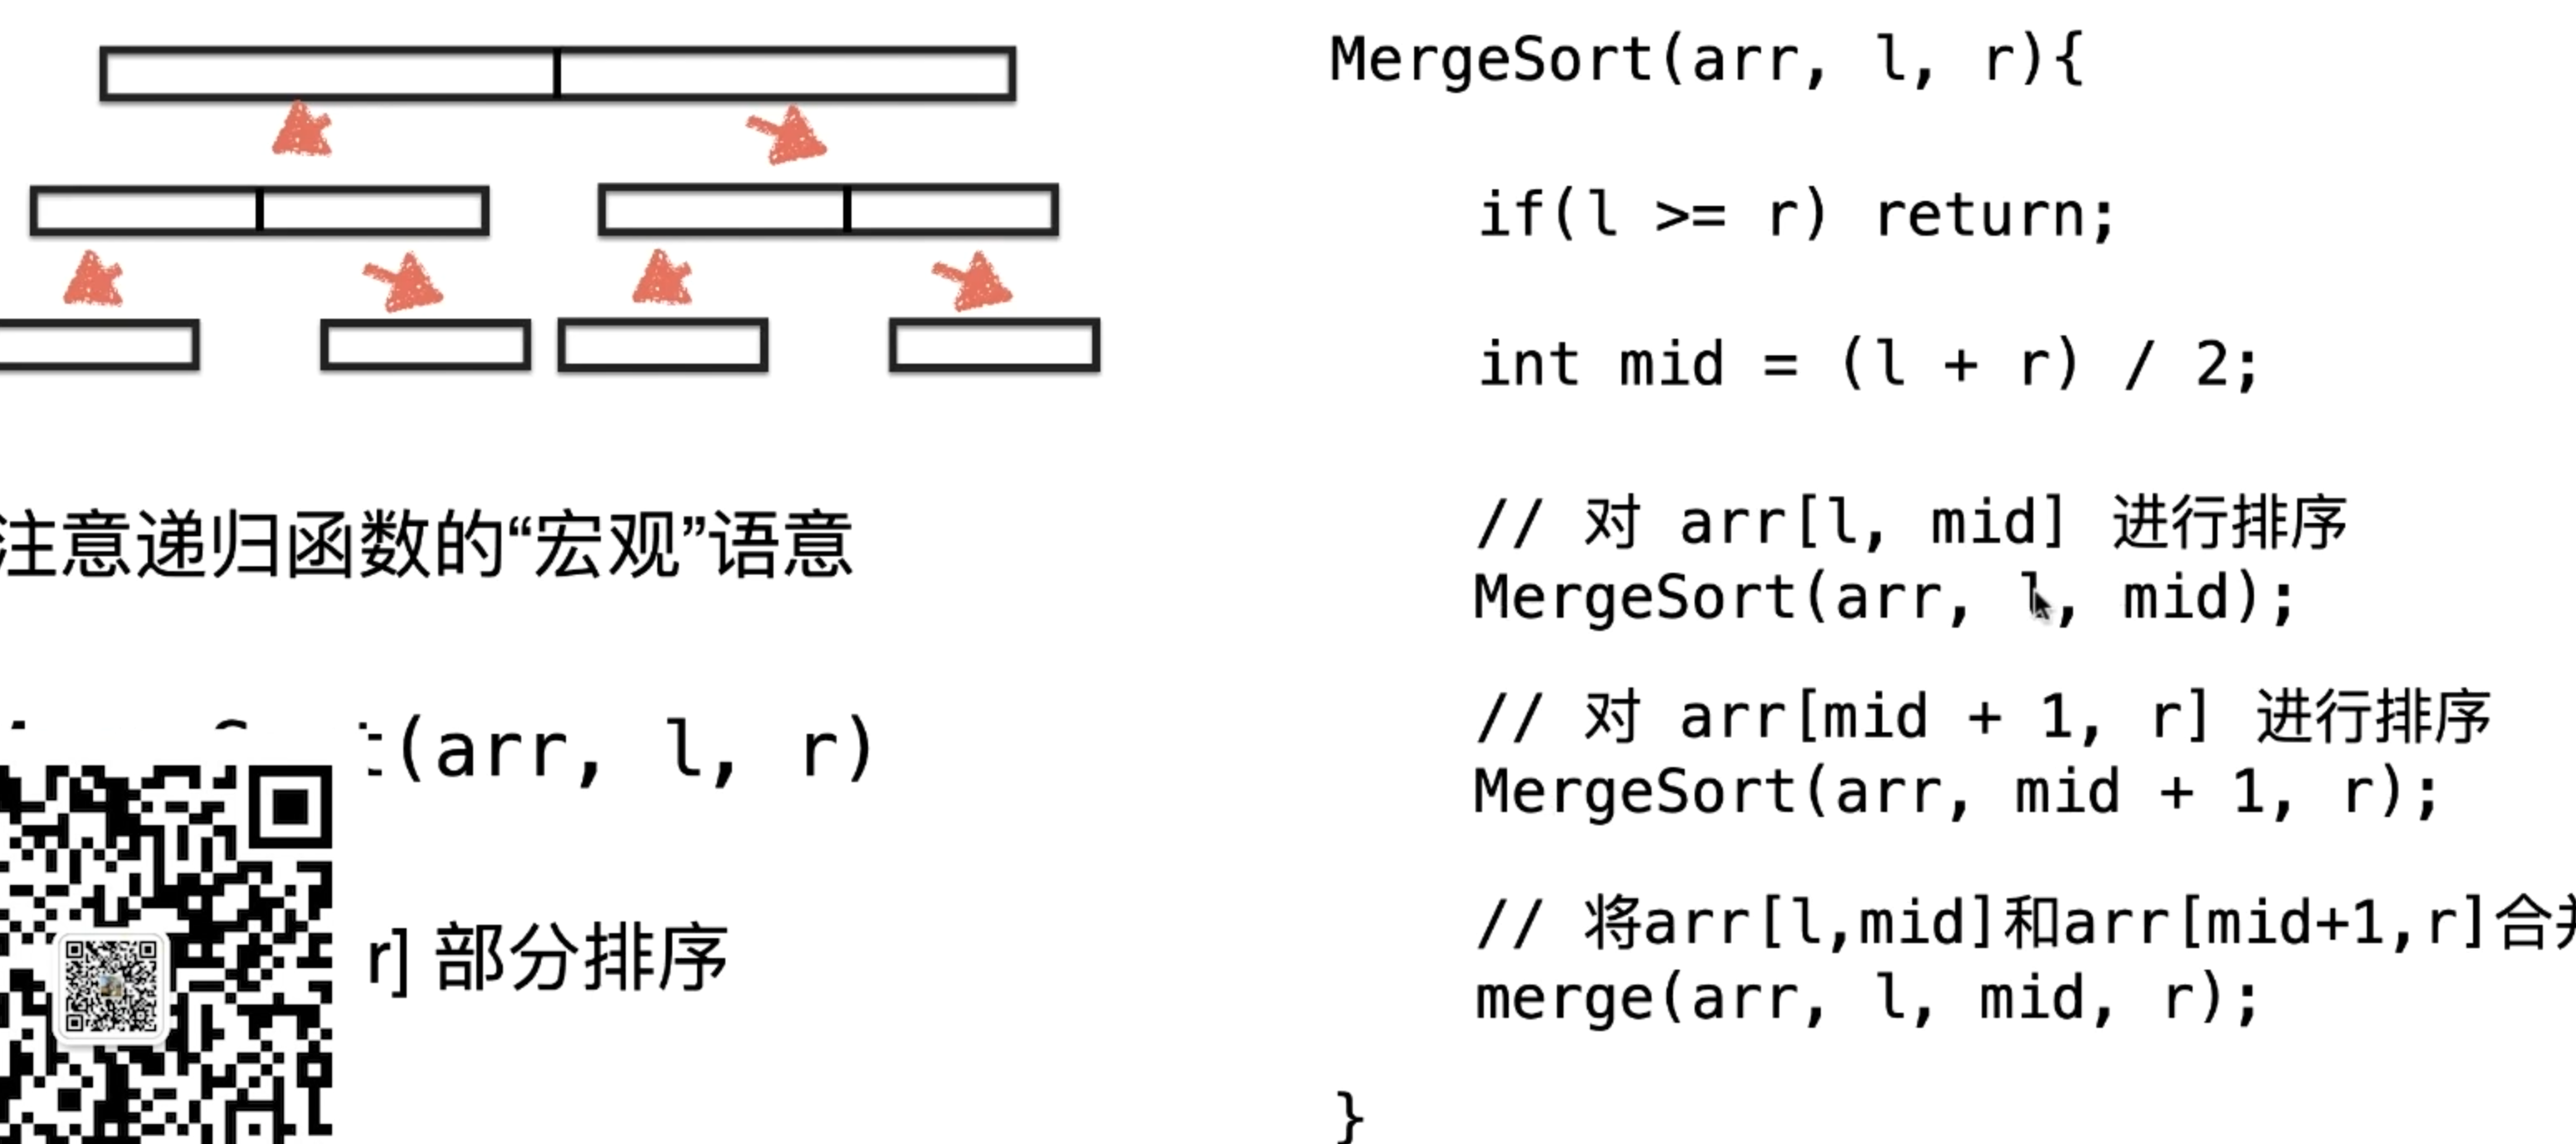 注意递归函数的“宏观”语意
(arr, l, r)
r] 部分排序
MergeSort(arr, l, r){
if(l >= r) return;
int mid = (l + r) / 2;
// 对 arr[l, mid] 进行排序
MergeSort(arr, l, mid);
// 对 arr[mid + 1, r] 进行排序
MergeSort(arr, mid + 1, r);
// 将arr[l,mid]和arr[mid+1,r]合
merge(arr, l, mid, r);
}